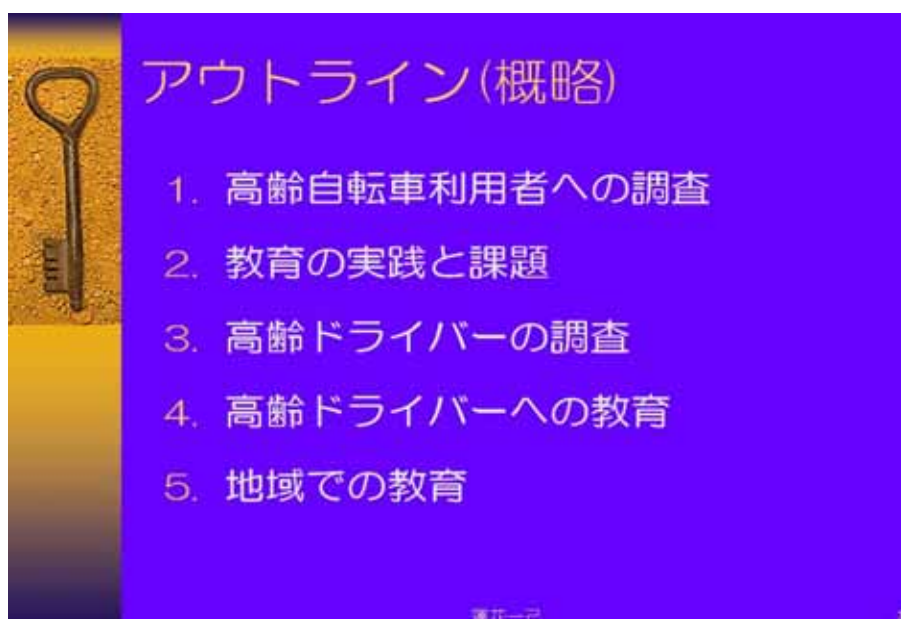 アウトライン(概略)
1. 高齢自転車利用者への調査
2. 教育の実践と課題
3. 高齢ドライバーの調査
4. 高齢ドライバーへの教育
5. 地域での教育